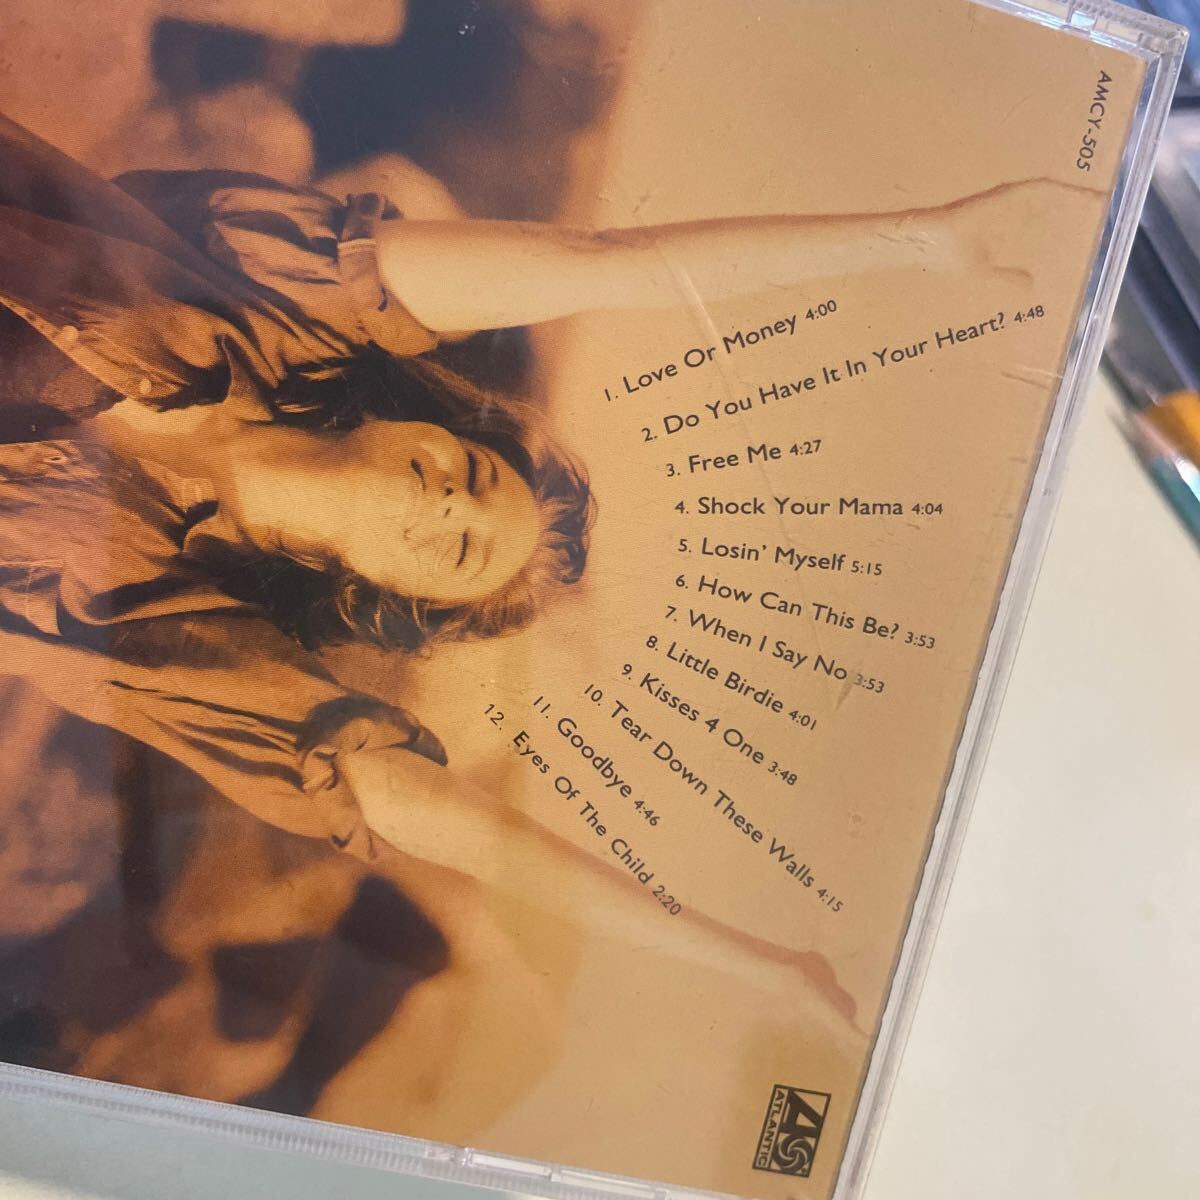 AMCY-505
1. Love Or Money 4:00
2. Do You Have It In Your Heart? 4:48
3. Free Me 4:27
4. Shock Your Mama 4:04
5. Losin' Myself 5:15
6. How Can This Be? 3:53
7. When I Say No 3:53
8. Little Birdie 4:01
9. Kisses 4 One 3:48
10. Tear Down These Walls 4:15
11. Goodbye 4:46
12. Eyes Of The Child 2:20
ATLANTIC